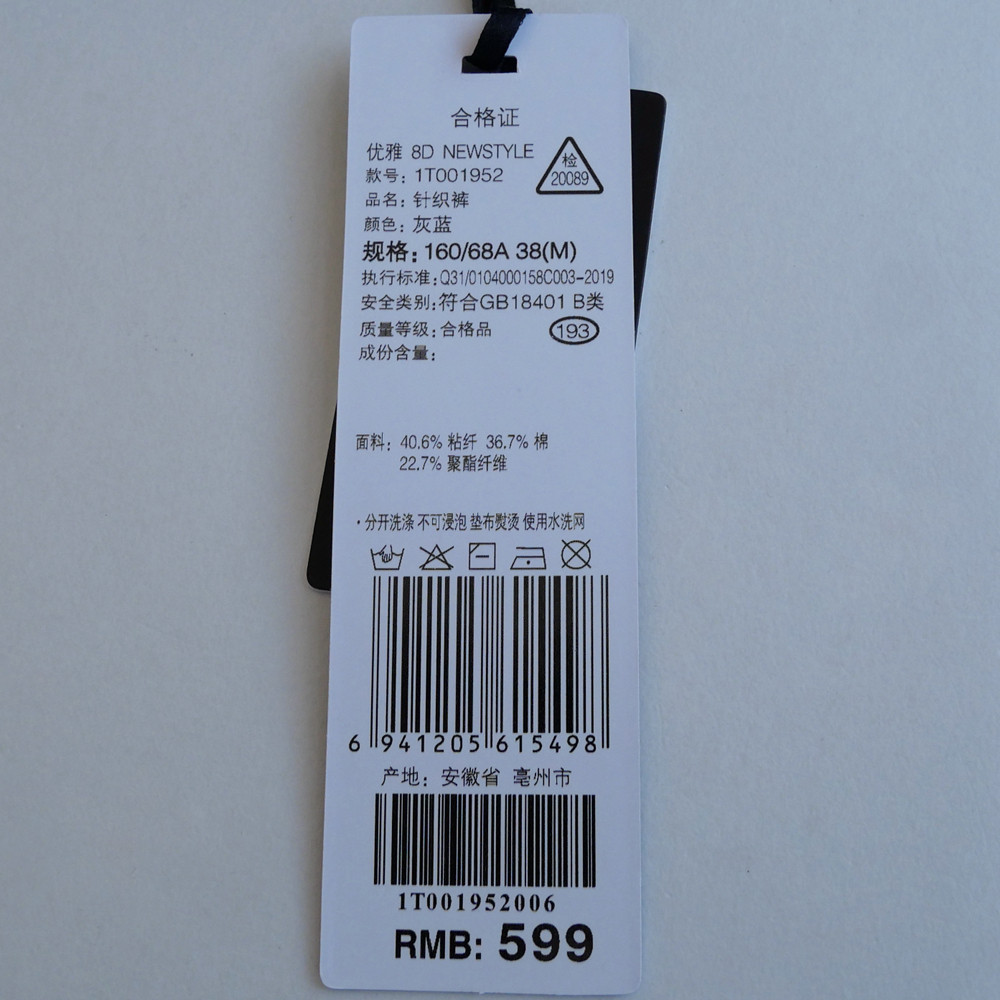 合格证
优雅 8D NEWSTYLE
检
20089
款号: 1T001952
品名: 针织裤
颜色: 灰蓝
规格: 160/68A 38(M)
执行标准:Q31/0104000158C003-2019
安全类别:符合GB18401 B类
质量等级:合格品
193
成份含量:
面料: 40.6% 粘纤 36.7% 棉
22.7% 聚酯纤维
·分开洗涤 不可浸泡 垫布熨烫 使用水洗网
6 941205 615498
产地: 安徽省 亳州市
1T001952006
RMB: 599